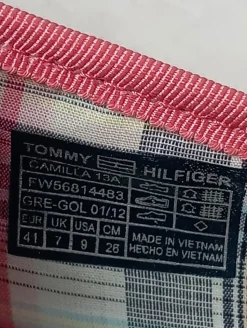 TOMMY HILFIGER
CAMILLA 13A
FW56814483
GRE-GOL 01/12
EUR UK US CM
41 7 9 26
MADE IN VIETNAM
HECHO EN VIETNAM